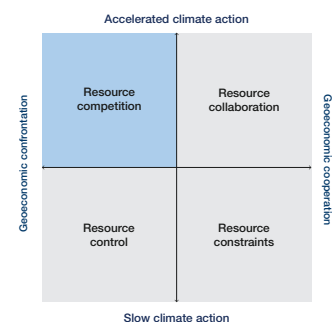 Accelerated climate action
Geoeconomic confrontation
Resource
competition
Resource
collaboration
Geoeconomic cooperation
Resource
control
Resource
constraints
Slow climate action